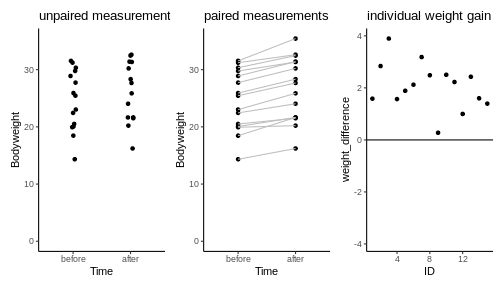 unpaired measurement
paired measurements
individual weight gain
Bodyweight
30
20
10
0
before
after
Time
Bodyweight
30
20
10
0
before
after
Time
weight_difference
4
2
0
-2
-4
4
8
12
ID